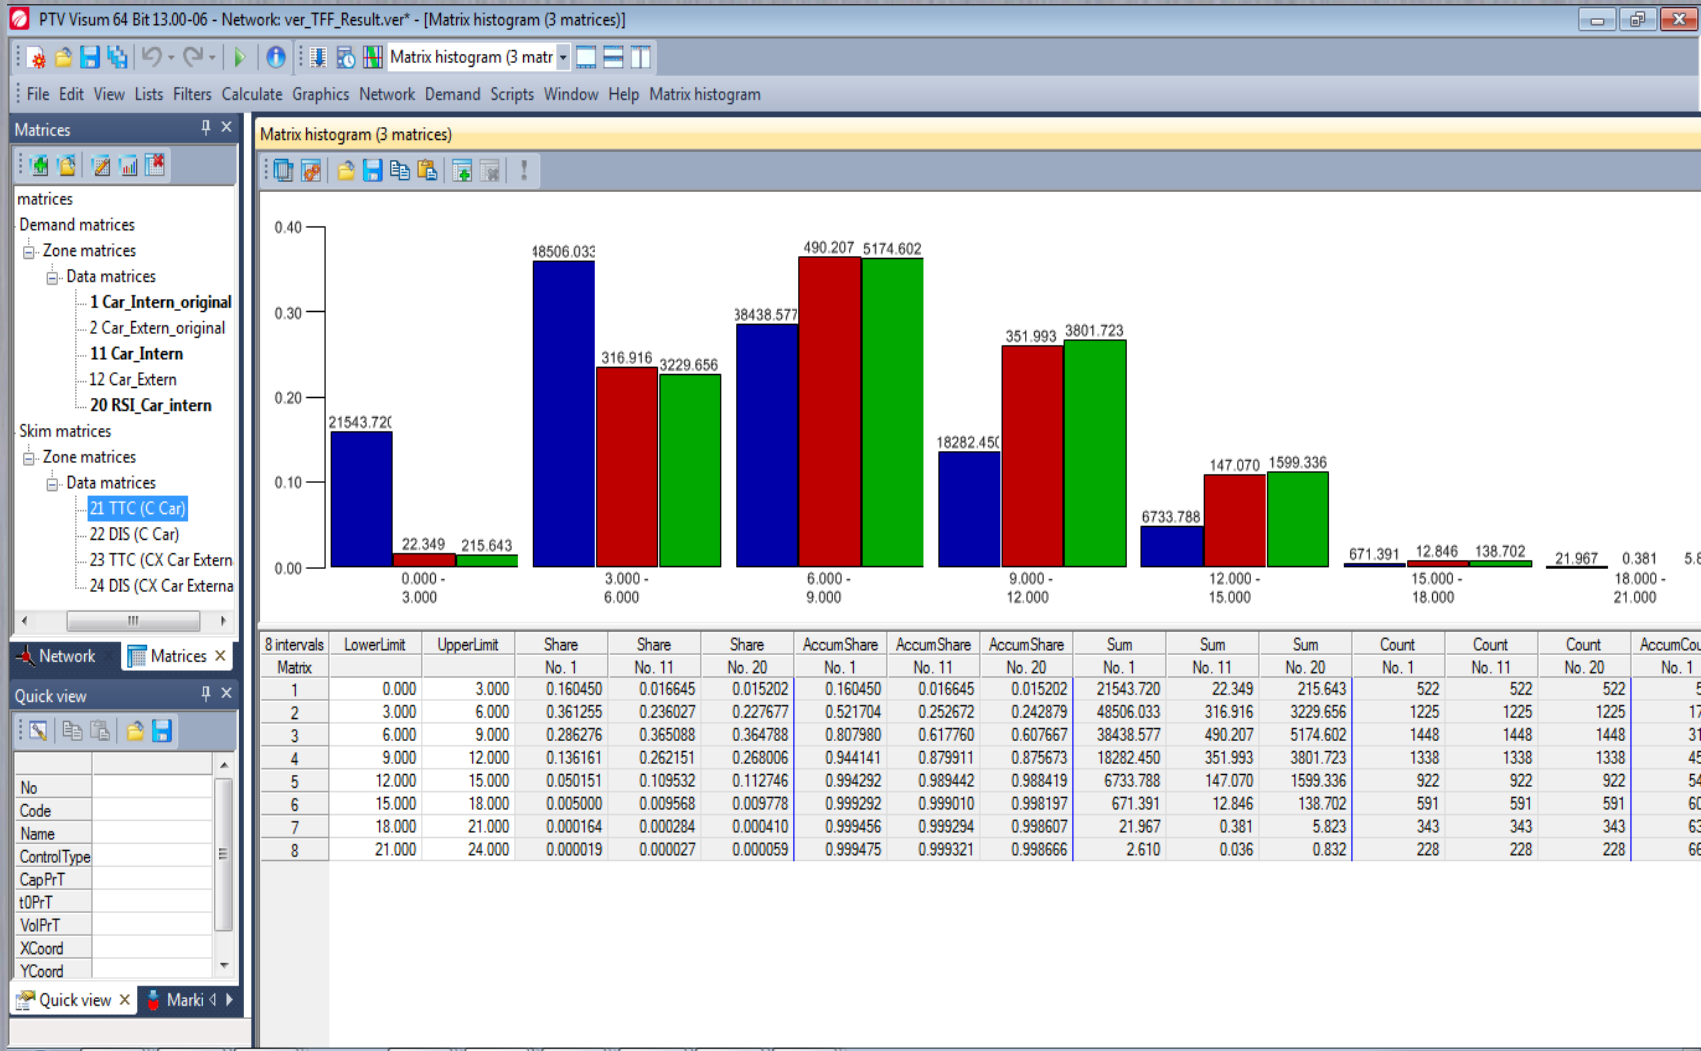 PTV Visum 64 Bit 13.00-06 - Network: ver_TFF_Result.ver* - [Matrix histogram (3 matrices)]
Matrix histogram (3 matr
File Edit View Lists Filters Calculate Graphics Network Demand Scripts Window Help Matrix histogram
Matrices
matrices
Demand matrices
Zone matrices
Data matrices
1 Car_Intern_original
2 Car_Extern_original
11 Car_Intern
12 Car_Extern
20 RSI_Car_intern
Skim matrices
Zone matrices
Data matrices
21 TTC (C Car)
22 DIS (C Car)
23 TTC (CX Car Extern
24 DIS (CX Car Externa
Network
Matrices
Quick view
No
Code
Name
ControlType
CapPrT
t0PrT
VolPrT
XCoord
YCoord
Quick view
Marki
Matrix histogram (3 matrices)
0.40
0.30
0.20
0.10
0.00
21543.720
22.349
215.643
48506.033
316.916
3229.656
38438.577
490.207
5174.602
18282.450
351.993
3801.723
6733.788
147.070
1599.336
671.391
12.846
138.702
21.967
0.381
5.8
0.000 -
3.000
3.000 -
6.000
6.000 -
9.000
9.000 -
12.000
12.000 -
15.000
15.000 -
18.000
18.000 -
21.000
8 intervals LowerLimit UpperLimit Share Share Share AccumShare AccumShare AccumShare Sum Sum Sum Count Count Count AccumCou
Matrix No. 1 No. 11 No. 20 No. 1 No. 11 No. 20 No. 1 No. 11 No. 20 No. 1 No. 11 No. 20 No. 1
1 0.000 3.000 0.160450 0.016645 0.015202 0.160450 0.016645 0.015202 21543.720 22.349 215.643 522 522 522 5
2 3.000 6.000 0.361255 0.236027 0.227677 0.521704 0.252672 0.242879 48506.033 316.916 3229.656 1225 1225 1225 17
3 6.000 9.000 0.286276 0.365088 0.364788 0.807980 0.617760 0.607667 38438.577 490.207 5174.602 1448 1448 1448 31
4 9.000 12.000 0.136161 0.262151 0.268006 0.944141 0.879911 0.875673 18282.450 351.993 3801.723 1338 1338 1338 45
5 12.000 15.000 0.050151 0.109532 0.112746 0.994292 0.989442 0.988419 6733.788 147.070 1599.336 922 922 922 54
6 15.000 18.000 0.005000 0.009568 0.009778 0.999292 0.999010 0.998197 671.391 12.846 138.702 591 591 591 60
7 18.000 21.000 0.000164 0.000284 0.000410 0.999456 0.999294 0.998607 21.967 0.381 5.823 343 343 343 63
8 21.000 24.000 0.000019 0.000027 0.000059 0.999475 0.999321 0.998666 2.610 0.036 0.832 228 228 228 66